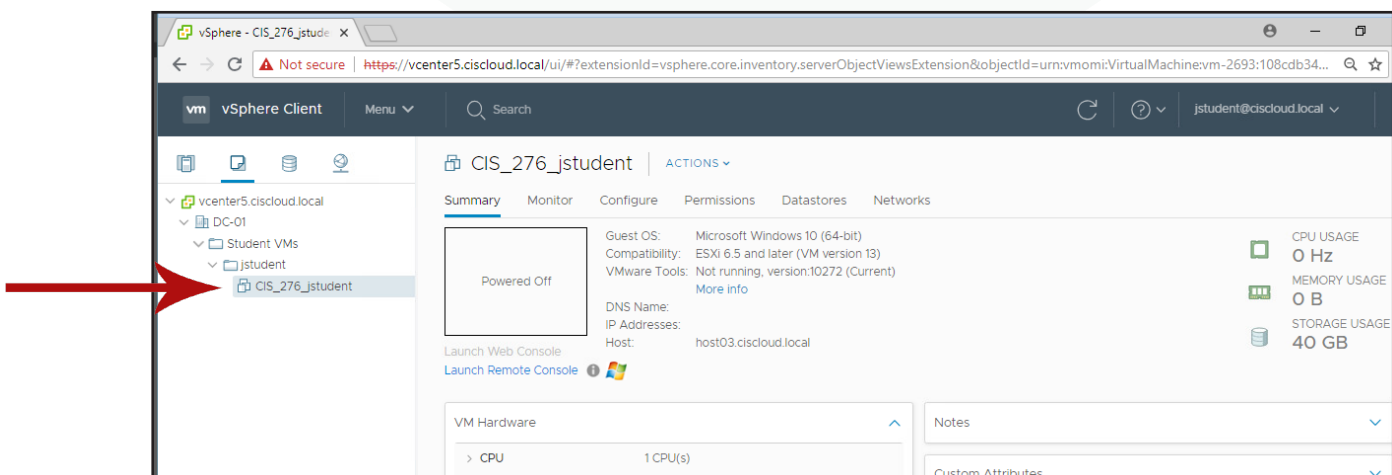 vSphere - CIS_276_jstude
Not secure | https://vcenter5.ciscloud.local/ui/#?extensionId=vsphere.core.inventory.serverObjectViewsExtension&objectId=urn:vmomi:VirtualMachine:vm-2693:108cdb34...
vm vSphere Client Menu Search jstudent@ciscloud.local
CIS_276_jstudent ACTIONS
vcenter5.ciscloud.local
DC-01
Student VMs
jstudent
CIS_276_jstudent
Summary Monitor Configure Permissions Datastores Networks
Powered Off
Launch Web Console
Launch Remote Console
Guest OS: Microsoft Windows 10 (64-bit)
Compatibility: ESXi 6.5 and later (VM version 13)
VMware Tools: Not running, version:10272 (Current)
More info
DNS Name:
IP Addresses:
Host: host03.ciscloud.local
CPU USAGE
0 Hz
MEMORY USAGE
0 B
STORAGE USAGE
40 GB
VM Hardware
> CPU 1 CPU(s)
Notes
Custom Attributes